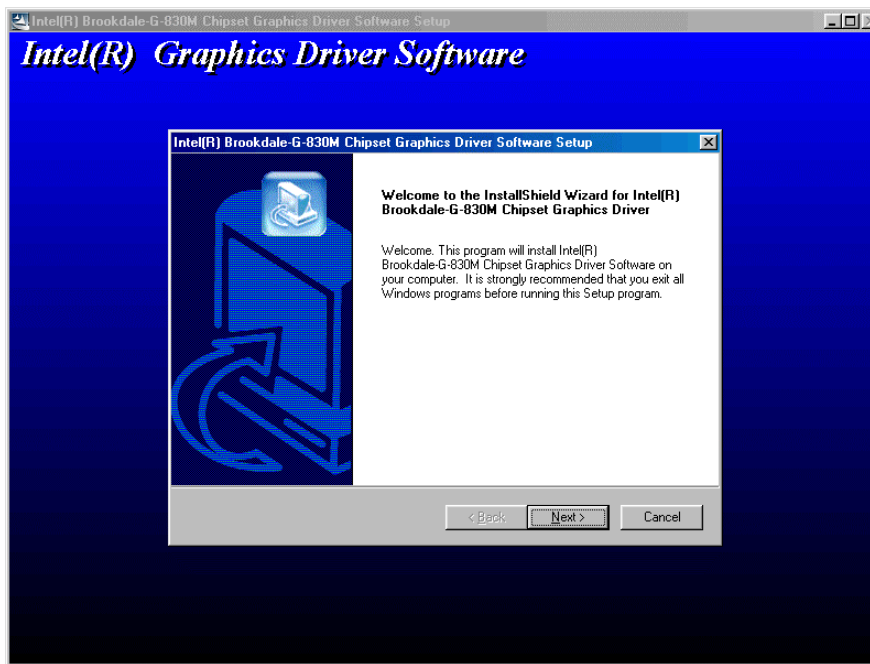 Intel(R) Brookdale-G-830M Chipset Graphics Driver Software Setup
Intel(R) Graphics Driver Software
Intel(R) Brookdale-G-830M Chipset Graphics Driver Software Setup
Welcome to the InstallShield Wizard for Intel(R)
Brookdale-G-830M Chipset Graphics Driver
Welcome. This program will install Intel(R)
Brookdale-G-830M Chipset Graphics Driver Software on
your computer. It is strongly recommended that you exit all
Windows programs before running this Setup program.
< Back Next > Cancel